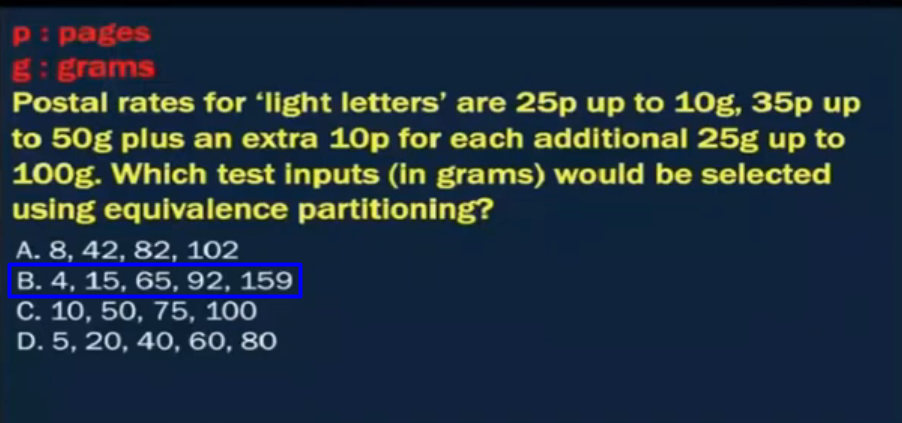 p : pages
g : grams
Postal rates for ‘light letters’ are 25p up to 10g, 35p up
to 50g plus an extra 10p for each additional 25g up to
100g. Which test inputs (in grams) would be selected
using equivalence partitioning?
A. 8, 42, 82, 102
B. 4, 15, 65, 92, 159
C. 10, 50, 75, 100
D. 5, 20, 40, 60, 80